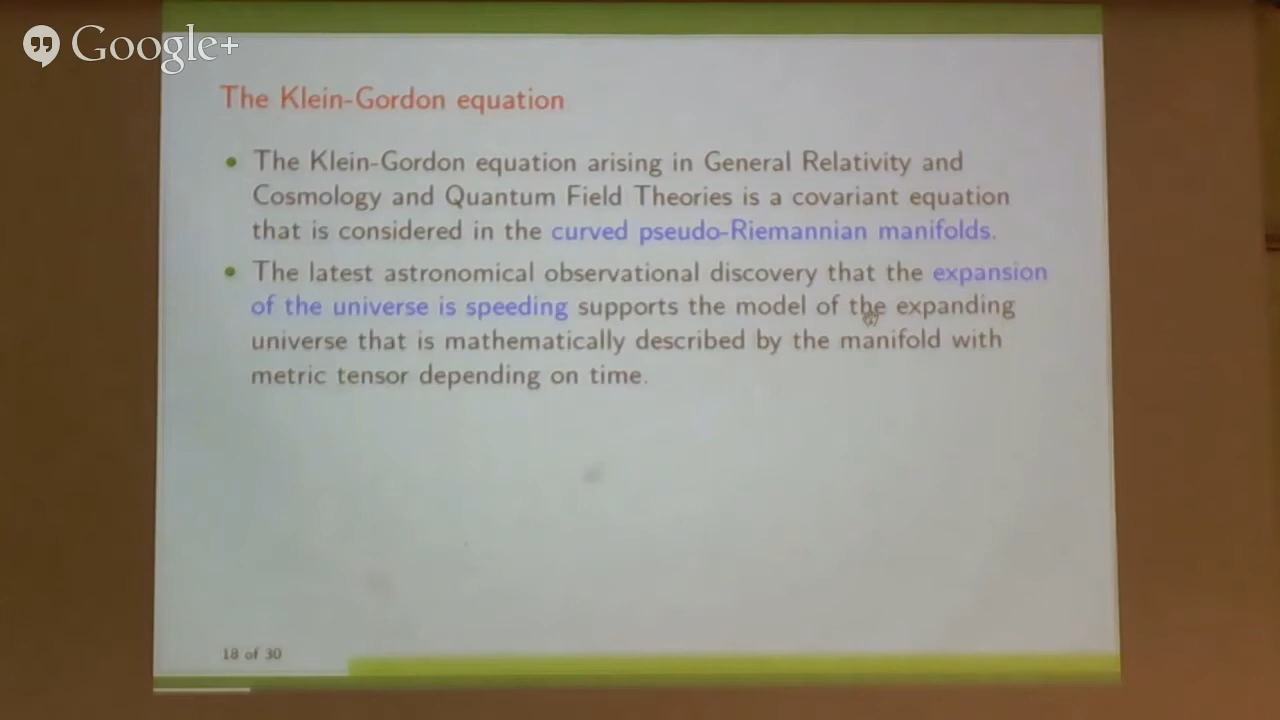 Google+
The Klein-Gordon equation
• The Klein-Gordon equation arising in General Relativity and
Cosmology and Quantum Field Theories is a covariant equation
that is considered in the curved pseudo-Riemannian manifolds.
• The latest astronomical observational discovery that the expansion
of the universe is speeding supports the model of the expanding
universe that is mathematically described by the manifold with
metric tensor depending on time.
18 of 30